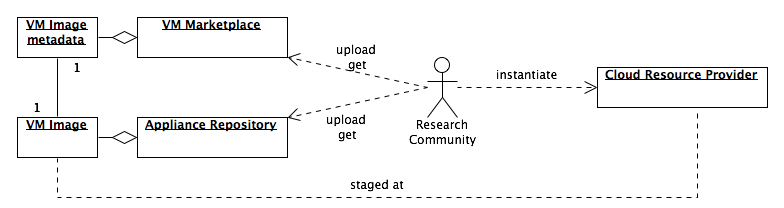 VM Image
metadata
VM Marketplace
upload
get
instantiate
Cloud Resource Provider
1
1
VM Image
Appliance Repository
upload
get
Research
Community
staged at